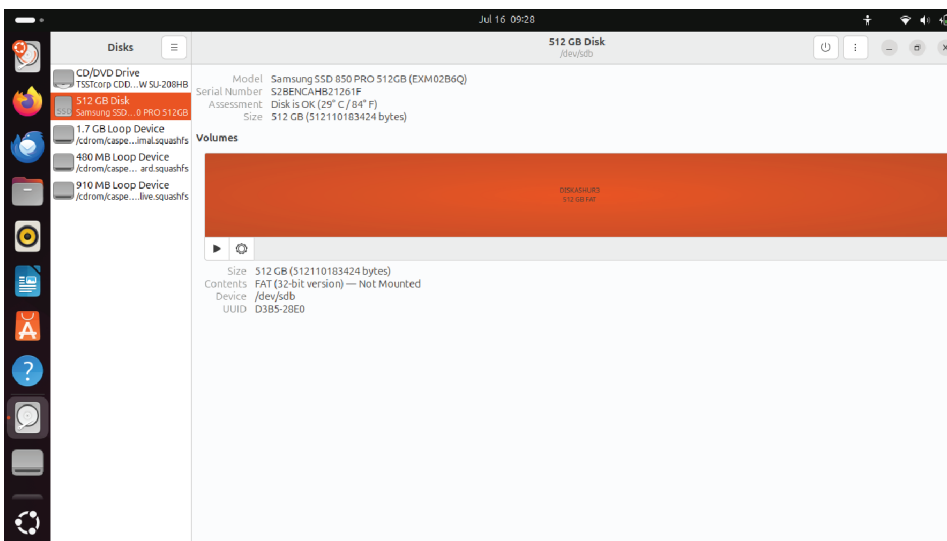 Jul 16 09:28
Disks
512 GB Disk
/dev/sdb
CD/DVD Drive
TSSTcorp CDD...W SU-208HB
512 GB Disk
SSD
Samsung SSD...0 PRO 512GB
1.7 GB Loop Device
/cdrom/caspe...imal.squashfs
480 MB Loop Device
/cdrom/caspe... ard.squashfs
910 MB Loop Device
/cdrom/caspe....live.squashfs
Model Samsung SSD 850 PRO 512GB (EXM02B6Q)
Serial Number S2BENCAHB21261F
Assessment Disk is OK (29° C / 84° F)
Size 512 GB (512110183424 bytes)
Volumes
DISKASHUR3
512 GB FAT
Size 512 GB (512110183424 bytes)
Contents FAT (32-bit version) — Not Mounted
Device /dev/sdb
UUID D3B5-28E0